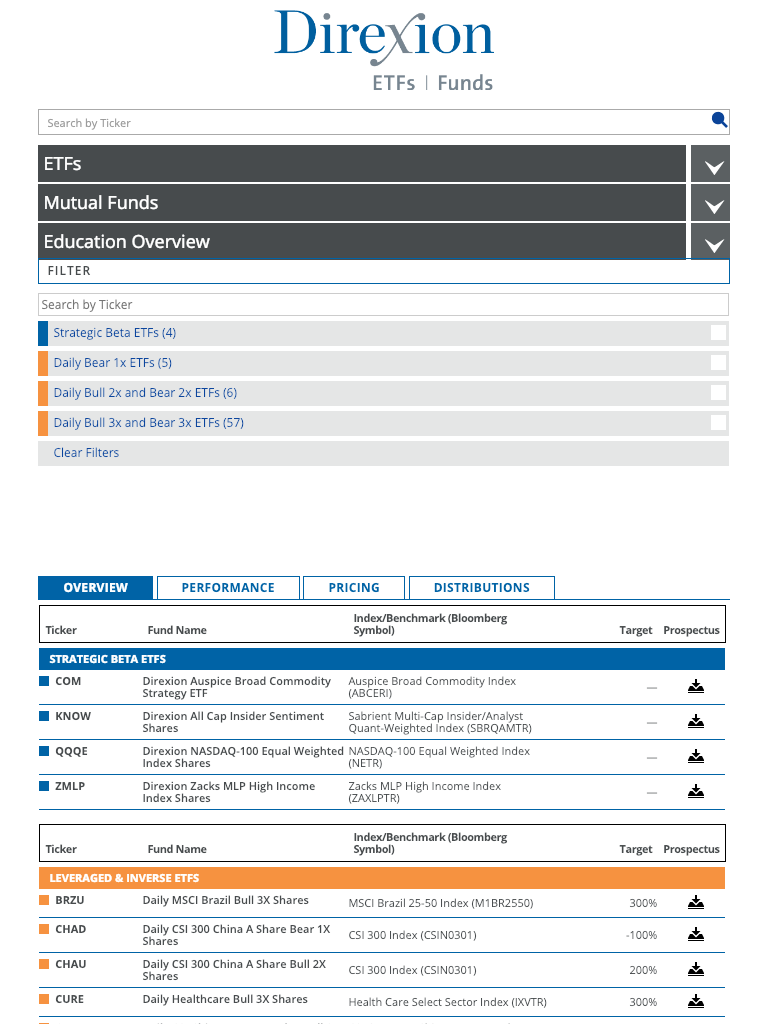 Direxion
ETFs | Funds
Search by Ticker
ETFs
Mutual Funds
Education Overview
FILTER
Search by Ticker
Strategic Beta ETFs (4)
Daily Bear 1x ETFs (5)
Daily Bull 2x and Bear 2x ETFs (6)
Daily Bull 3x and Bear 3x ETFs (57)
Clear Filters
OVERVIEW PERFORMANCE PRICING DISTRIBUTIONS
Index/Benchmark (Bloomberg
Ticker Fund Name Symbol) Target Prospectus
STRATEGIC BETA ETFS
COM Direxion Auspice Broad Commodity Auspice Broad Commodity Index —
Strategy ETF (ABCERI)
KNOW Direxion All Cap Insider Sentiment Sabrient Multi-Cap Insider/Analyst —
Shares Quant-Weighted Index (SBRQAMTR)
QQQE Direxion NASDAQ-100 Equal Weighted NASDAQ-100 Equal Weighted Index —
Index Shares (NETR)
ZMLP Direxion Zacks MLP High Income Zacks MLP High Income Index —
Index Shares (ZAXLPTR)
Index/Benchmark (Bloomberg
Ticker Fund Name Symbol) Target Prospectus
LEVERAGED & INVERSE ETFS
BRZU Daily MSCI Brazil Bull 3X Shares MSCI Brazil 25-50 Index (M1BR2550) 300%
CHAD Daily CSI 300 China A Share Bear 1X CSI 300 Index (CSIN0301) -100%
Shares
CHAU Daily CSI 300 China A Share Bull 2X CSI 300 Index (CSIN0301) 200%
Shares
CURE Daily Healthcare Bull 3X Shares Health Care Select Sector Index (IXVTR) 300%